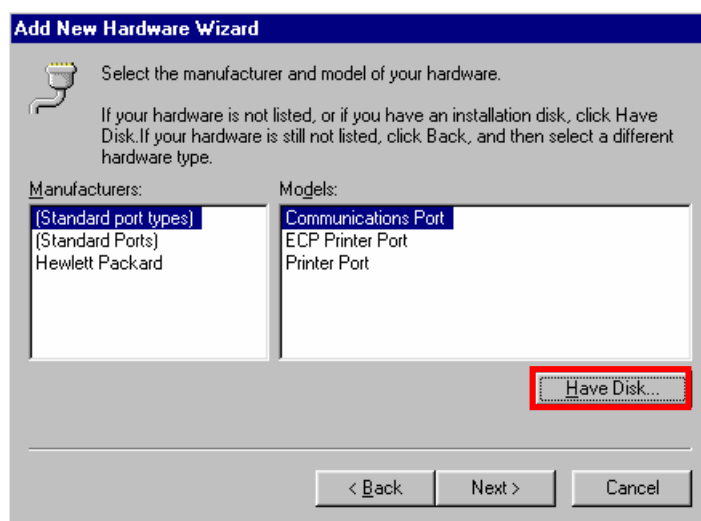 Add New Hardware Wizard
Select the manufacturer and model of your hardware.
If your hardware is not listed, or if you have an installation disk, click Have
Disk.If your hardware is still not listed, click Back, and then select a different
hardware type.
Manufacturers:
Models:
(Standard port types)
(Standard Ports)
Hewlett Packard
Communications Port
ECP Printer Port
Printer Port
Have Disk...
< Back
Next >
Cancel